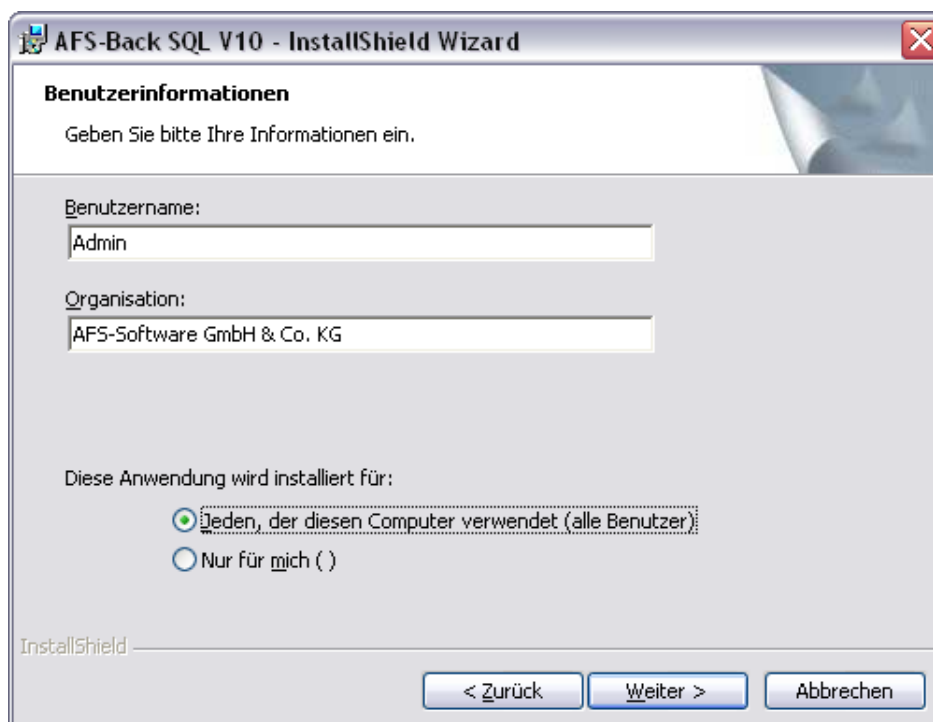 AFS-Back SQL V10 - InstallShield Wizard
Benutzerinformationen
Geben Sie bitte Ihre Informationen ein.
Benutzername:
Admin
Organisation:
AFS-Software GmbH & Co. KG
Diese Anwendung wird installiert für:
Jeden, der diesen Computer verwendet (alle Benutzer)
Nur für mich ( )
InstallShield
< Zurück Weiter > Abbrechen